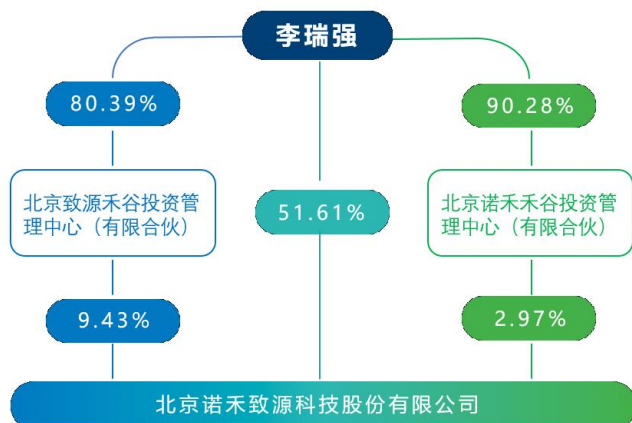 李瑞强
80.39%
90.28%
北京致源禾谷投资管
理中心（有限合伙）
51.61%
北京诺禾禾谷投资管
理中心（有限合伙）
9.43%
2.97%
北京诺禾致源科技股份有限公司